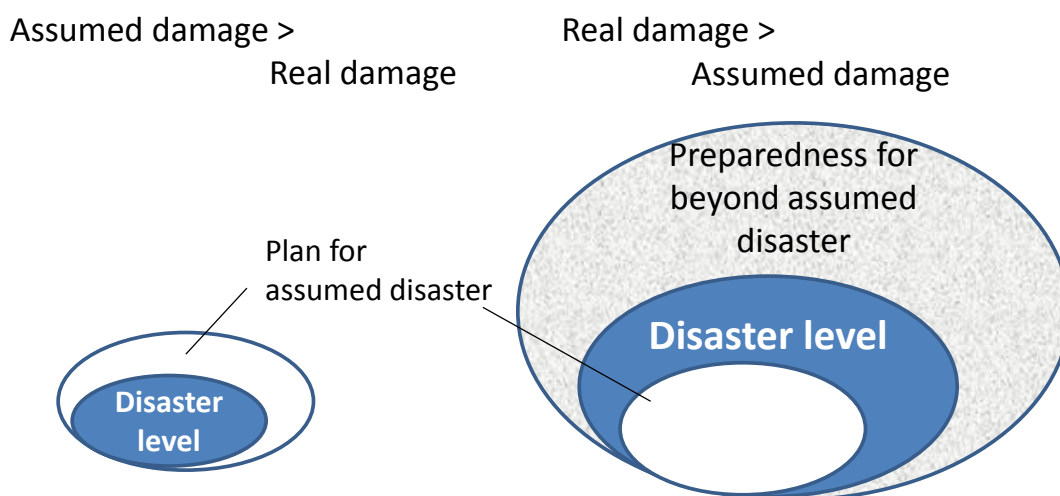 Assumed damage >
Real damage
Real damage >
Assumed damage
Preparedness for
beyond assumed
disaster
Plan for
assumed disaster
Disaster level
Disaster
level